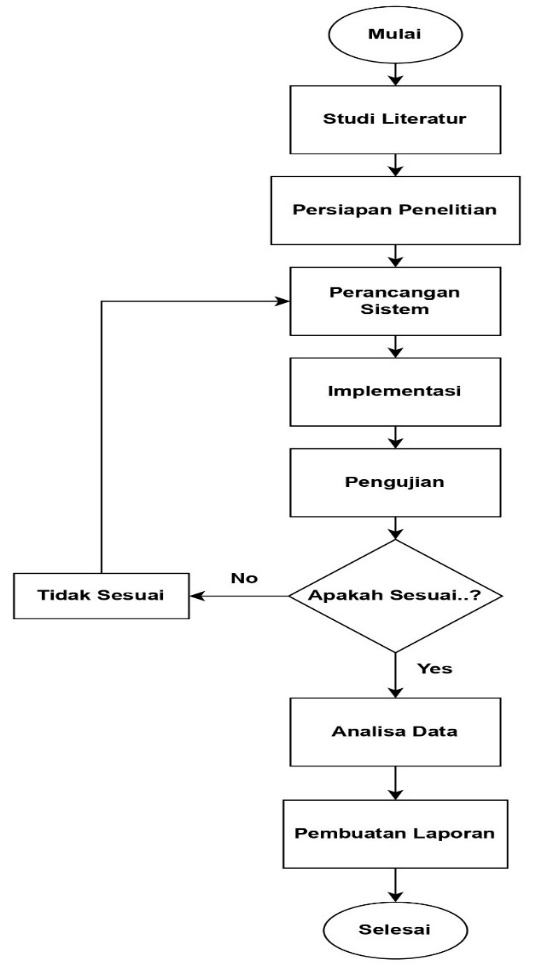 Mulai
Studi Literatur
Persiapan Penelitian
Perancangan
Sistem
Implementasi
Pengujian
Apakah Sesuai..?
No
Tidak Sesuai
Yes
Analisa Data
Pembuatan Laporan
Selesai